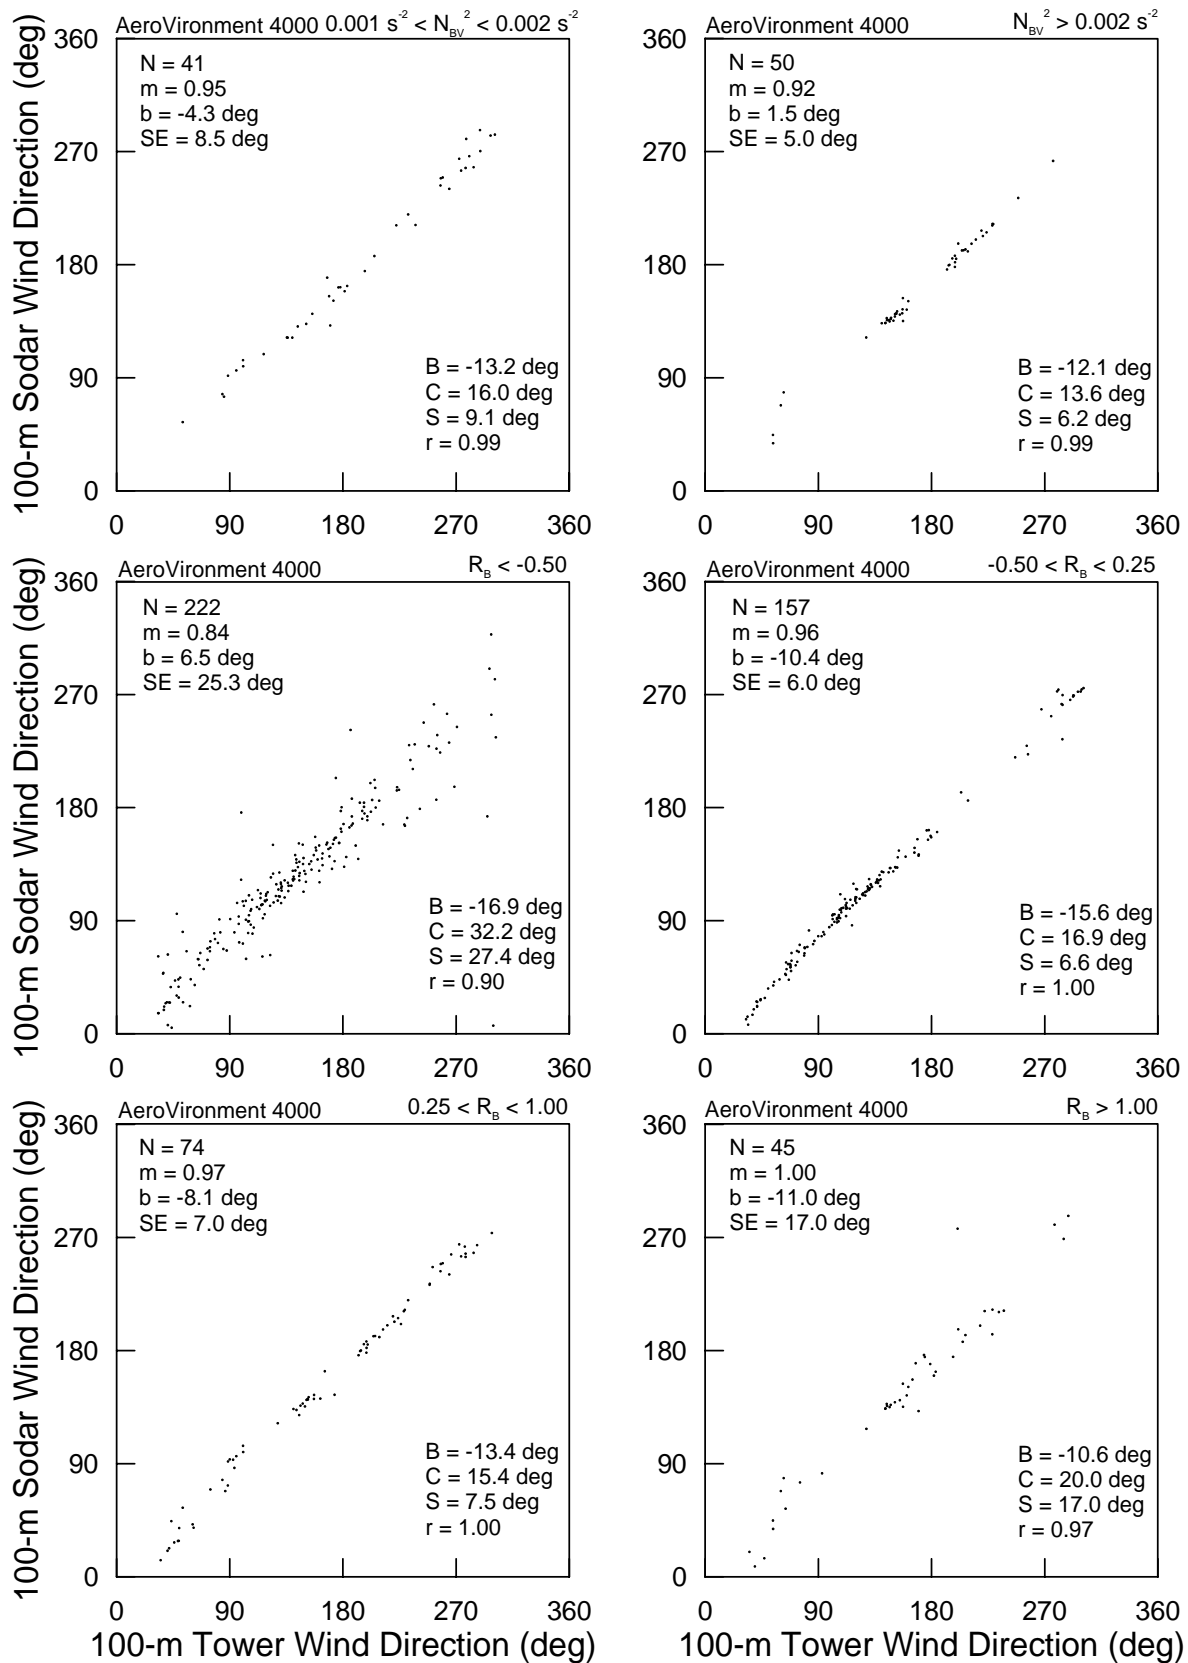 AeroVironment 4000 0.001 s⁻² < N_BV² < 0.002 s⁻²
360
270
180
90
0
100-m Sodar Wind Direction (deg)
N = 41
m = 0.95
b = -4.3 deg
SE = 8.5 deg
B = -13.2 deg
C = 16.0 deg
S = 9.1 deg
r = 0.99
0 90 180 270 360
AeroVironment 4000 N_BV² > 0.002 s⁻²
360
270
180
90
0
N = 50
m = 0.92
b = 1.5 deg
SE = 5.0 deg
B = -12.1 deg
C = 13.6 deg
S = 6.2 deg
r = 0.99
0 90 180 270 360
AeroVironment 4000 R_B < -0.50
360
270
180
90
0
100-m Sodar Wind Direction (deg)
N = 222
m = 0.84
b = 6.5 deg
SE = 25.3 deg
B = -16.9 deg
C = 32.2 deg
S = 27.4 deg
r = 0.90
0 90 180 270 360
AeroVironment 4000 -0.50 < R_B < 0.25
360
270
180
90
0
N = 157
m = 0.96
b = -10.4 deg
SE = 6.0 deg
B = -15.6 deg
C = 16.9 deg
S = 6.6 deg
r = 1.00
0 90 180 270 360
AeroVironment 4000 0.25 < R_B < 1.00
360
270
180
90
0
100-m Sodar Wind Direction (deg)
N = 74
m = 0.97
b = -8.1 deg
SE = 7.0 deg
B = -13.4 deg
C = 15.4 deg
S = 7.5 deg
r = 1.00
0 90 180 270 360
100-m Tower Wind Direction (deg)
AeroVironment 4000 R_B > 1.00
360
270
180
90
0
N = 45
m = 1.00
b = -11.0 deg
SE = 17.0 deg
B = -10.6 deg
C = 20.0 deg
S = 17.0 deg
r = 0.97
0 90 180 270 360
100-m Tower Wind Direction (deg)